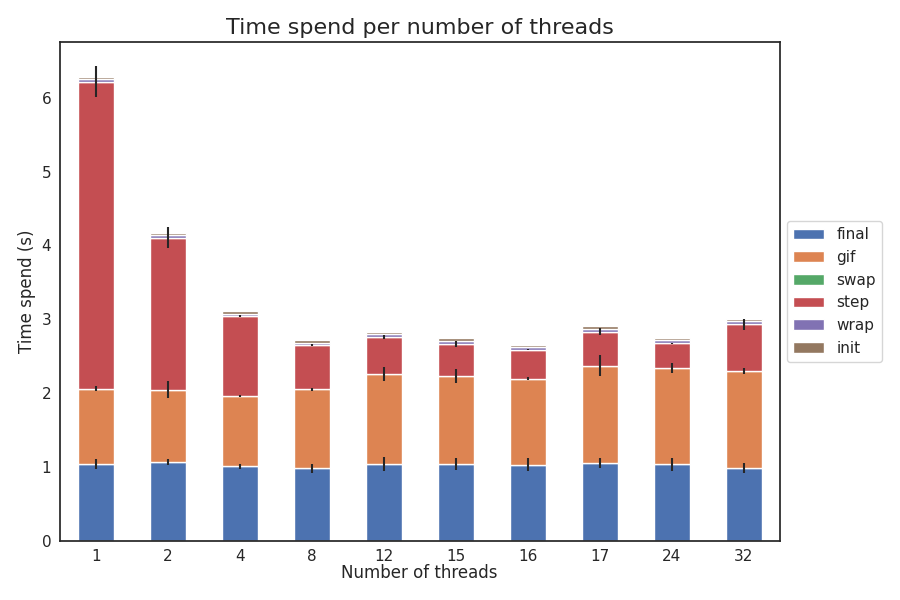 Time spend per number of threads
Time spend (s)
6
5
4
3
2
1
0
1 2 4 8 12 15 16 17 24 32
Number of threads
final
gif
swap
step
wrap
init